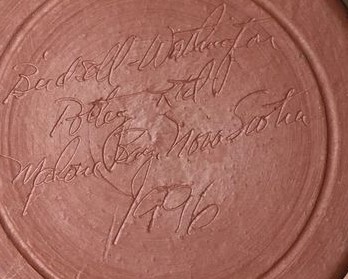 Birdsall-Worthington
Pottery Ltd
Mahone Bay, Nova Scotia
1996